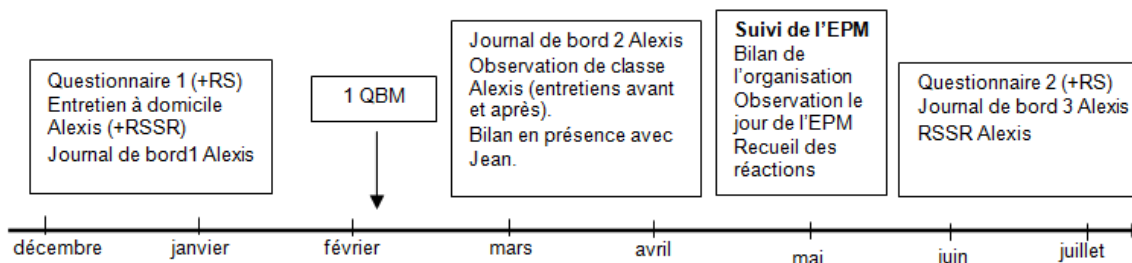 Questionnaire 1 (+RS)
Entretien à domicile
Alexis (+RSSR)
Journal de bord1 Alexis
1 QBM
Journal de bord 2 Alexis
Observation de classe
Alexis (entretiens avant
et après).
Bilan en présence avec
Jean.
Suivi de l'EPM
Bilan de
l'organisation
Observation le
jour de l'EPM
Recueil des
réactions
Questionnaire 2 (+RS)
Journal de bord 3 Alexis
RSSR Alexis
décembre janvier février mars avril mai juin juillet